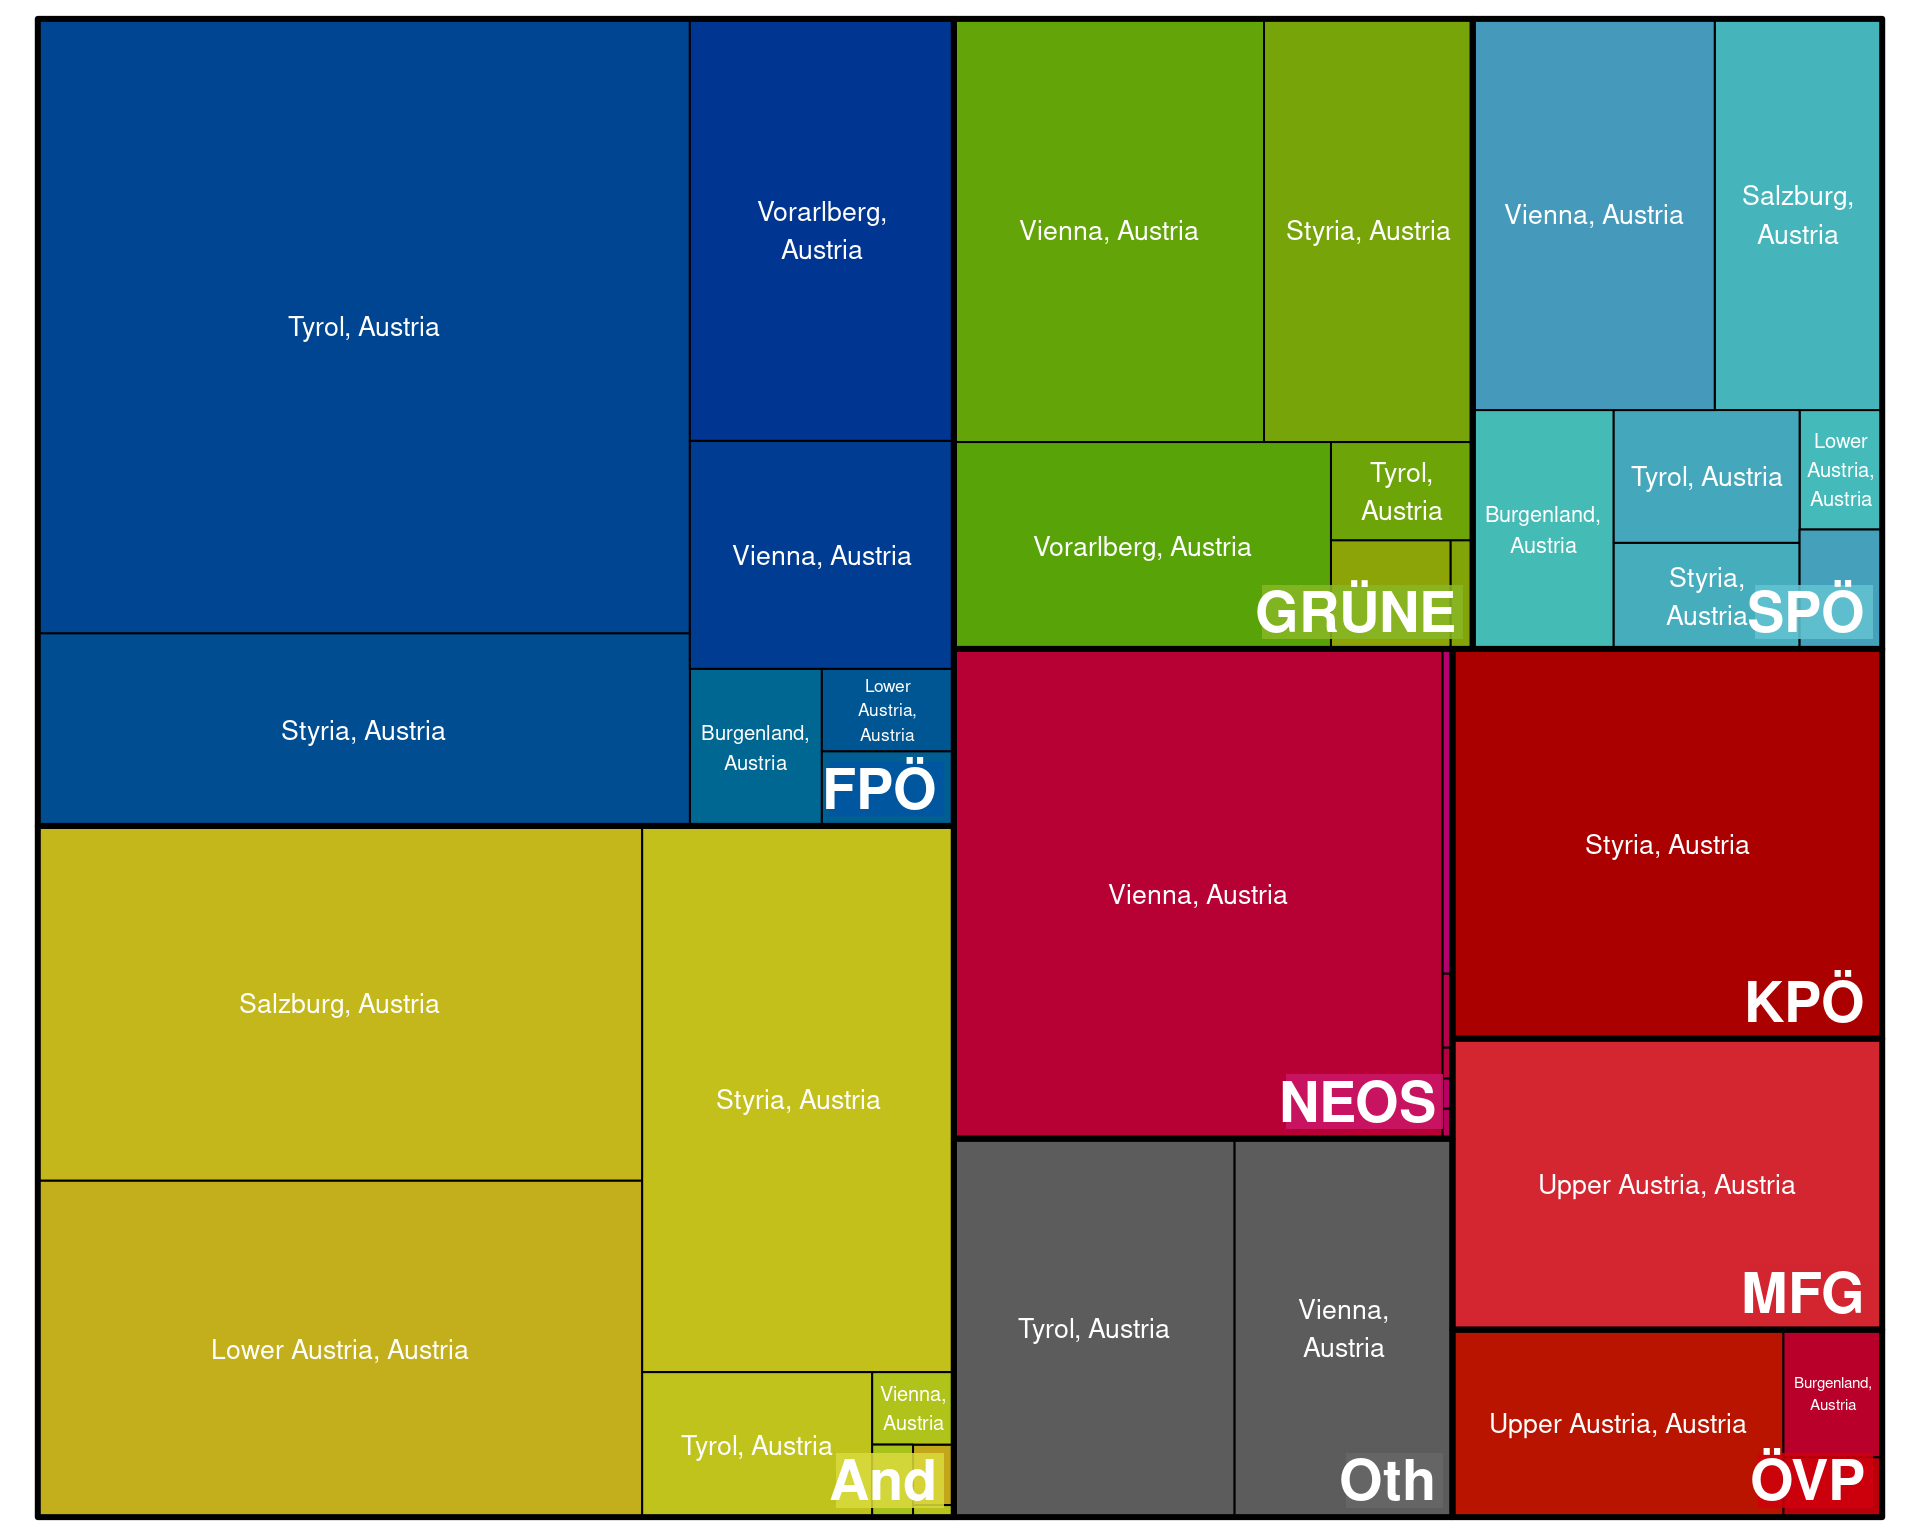 Tyrol, Austria
Vorarlberg,
Austria
Vienna, Austria
Styria, Austria
Burgenland,
Austria
Lower
Austria,
Austria
FPÖ
Vienna, Austria
Styria, Austria
Vorarlberg, Austria
Tyrol,
Austria
GRÜNE
Vienna, Austria
Salzburg,
Austria
Burgenland,
Austria
Tyrol, Austria
Lower
Austria,
Austria
Styria,
Austria
SPÖ
Salzburg, Austria
Styria, Austria
Lower Austria, Austria
Tyrol, Austria
Vienna,
Austria
And
Vienna, Austria
NEOS
Styria, Austria
KPÖ
Upper Austria, Austria
MFG
Tyrol, Austria
Vienna,
Austria
Oth
Upper Austria, Austria
Burgenland,
Austria
ÖVP